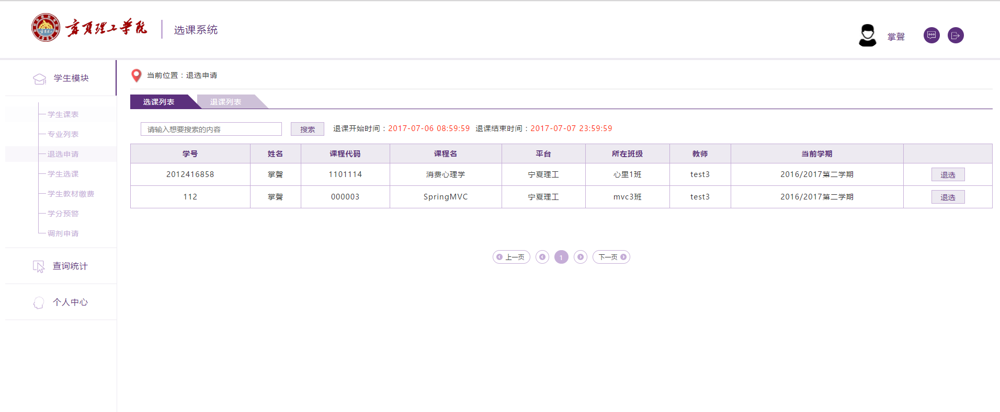 宁夏理工学院
选课系统
掌聲
学生模块
学生课表
专业列表
退选申请
学生选课
学生教材缴费
学分预警
调剂申请
查询统计
个人中心
当前位置：退选申请
选课列表 退课列表
请输入想要搜索的内容 搜索 退课开始时间：2017-07-06 08:59:59 退课结束时间：2017-07-07 23:59:59
学号 姓名 课程代码 课程名 平台 所在班级 教师 当前学期
2012416858 掌聲 1101114 消费心理学 宁夏理工 心里1班 test3 2016/2017第二学期 退选
112 掌聲 000003 SpringMVC 宁夏理工 mvc3班 test3 2016/2017第二学期 退选
上一页 1 下一页